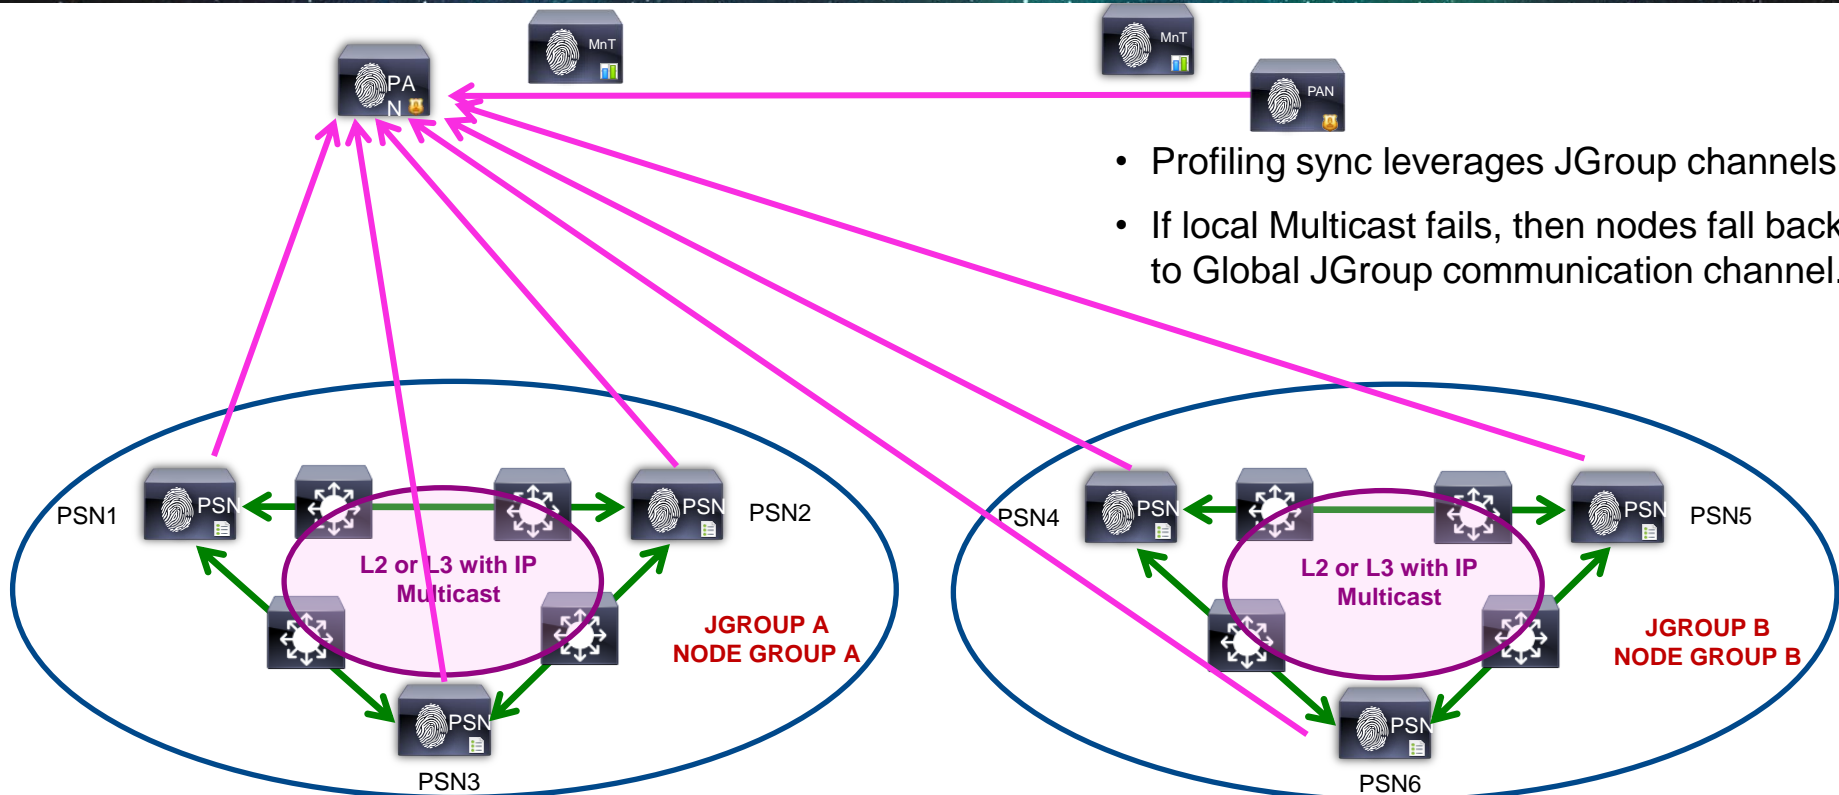 MnT
MnT
PA
N
PAN
• Profiling sync leverages JGroup channels
• If local Multicast fails, then nodes fall back
to Global JGroup communication channel.
PSN1
PSN
PSN
PSN2
L2 or L3 with IP
Multicast
JGROUP A
NODE GROUP A
PSN
PSN3
PSN4
PSN
PSN
PSN5
L2 or L3 with IP
Multicast
JGROUP B
NODE GROUP B
PSN
PSN6